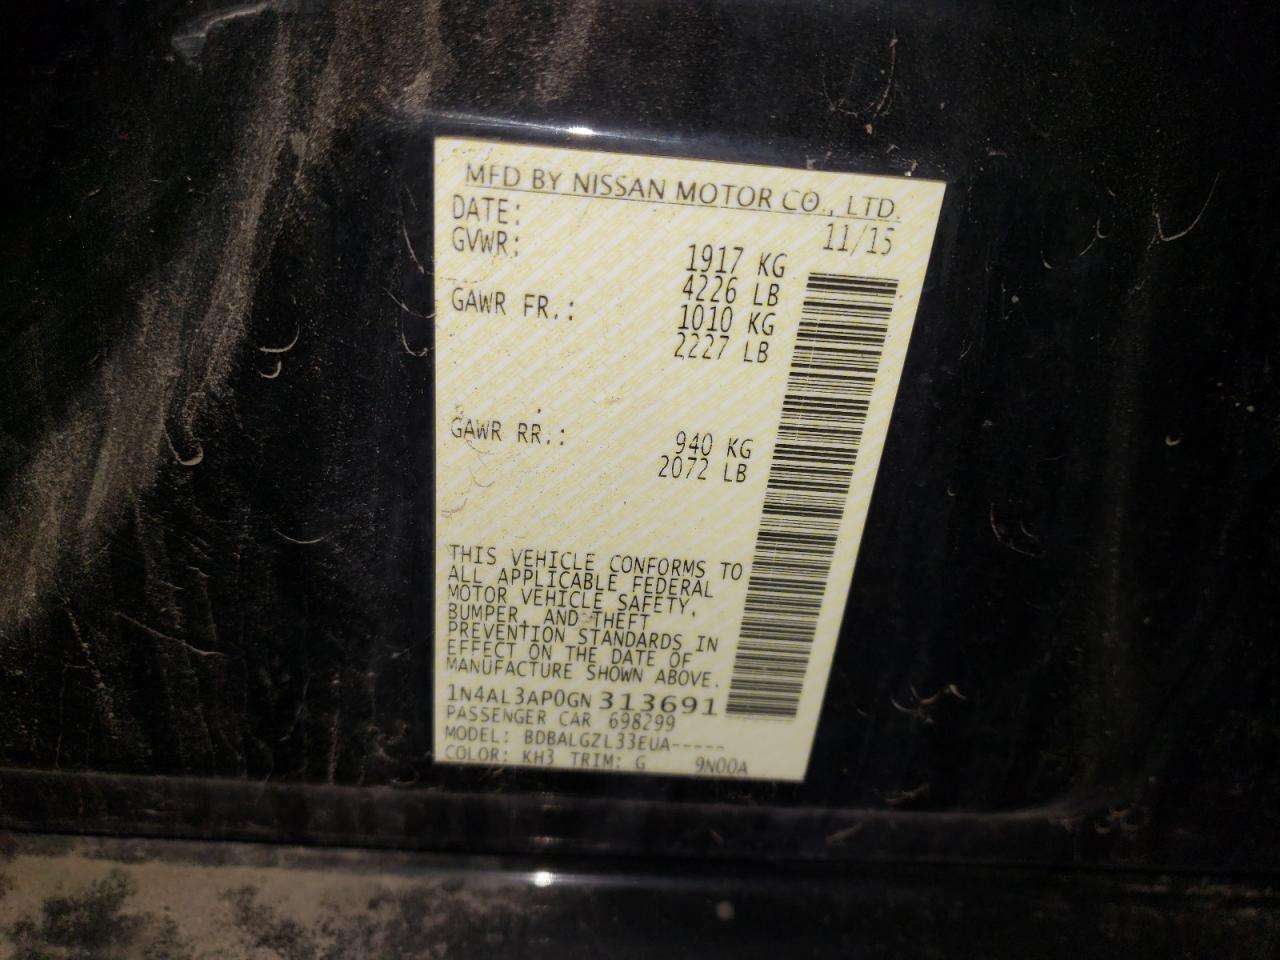 MFD BY NISSAN MOTOR CO., LTD.
DATE: 11/15
GVWR: 1917 KG
4226 LB
GAWR FR.: 1010 KG
2227 LB
GAWR RR.: 940 KG
2072 LB
THIS VEHICLE CONFORMS TO
ALL APPLICABLE FEDERAL
MOTOR VEHICLE SAFETY,
BUMPER, AND THEFT
PREVENTION STANDARDS IN
EFFECT ON THE DATE OF
MANUFACTURE SHOWN ABOVE.
1N4AL3AP0GN313691
PASSENGER CAR 698299
MODEL: BDBALGZL33EUA-----
COLOR: KH3 TRIM: G 9N00A